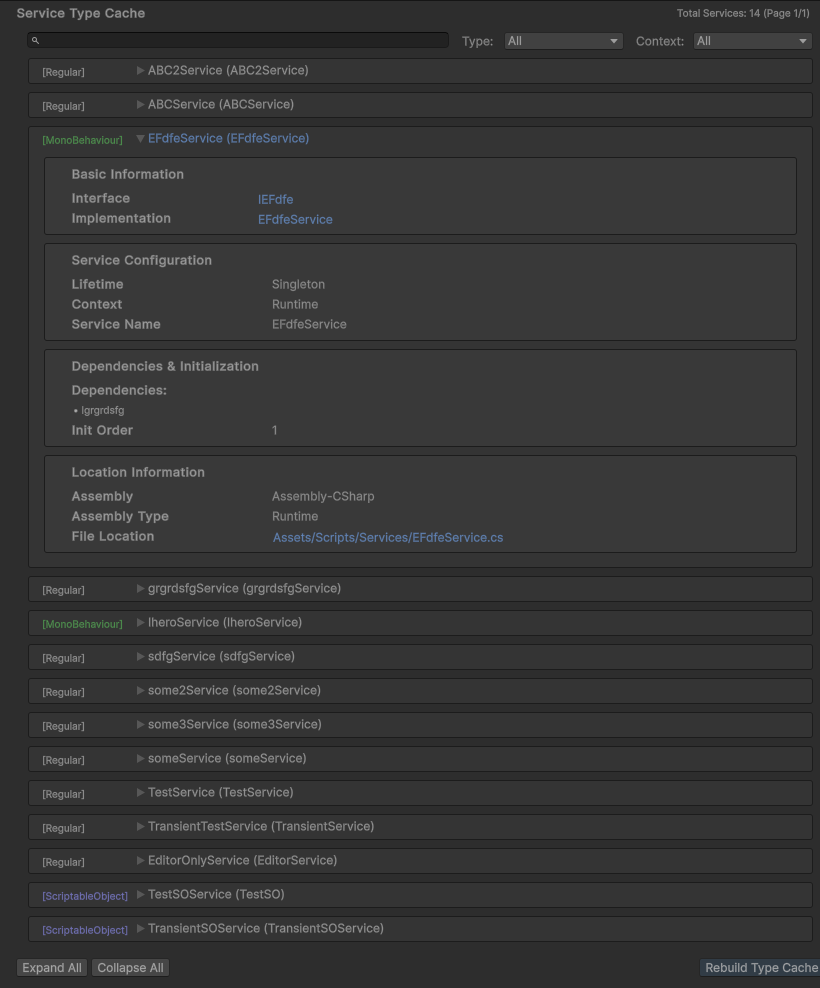 Service Type Cache
Total Services: 14 (Page 1/1)
Type: All Context: All
[Regular] ABC2Service (ABC2Service)
[Regular] ABCService (ABCService)
[MonoBehaviour] EFdfeService (EFdfeService)
Basic Information
Interface IEFdfe
Implementation EFdfeService
Service Configuration
Lifetime Singleton
Context Runtime
Service Name EFdfeService
Dependencies & Initialization
Dependencies:
• Igrgrdsfg
Init Order 1
Location Information
Assembly Assembly-CSharp
Assembly Type Runtime
File Location Assets/Scripts/Services/EFdfeService.cs
[Regular] grgrdsfgService (grgrdsfgService)
[MonoBehaviour] IheroService (IheroService)
[Regular] sdfgService (sdfgService)
[Regular] some2Service (some2Service)
[Regular] some3Service (some3Service)
[Regular] someService (someService)
[Regular] TestService (TestService)
[Regular] TransientTestService (TransientService)
[Regular] EditorOnlyService (EditorService)
[ScriptableObject] TestSOService (TestSO)
[ScriptableObject] TransientSOService (TransientSOService)
Expand All Collapse All Rebuild Type Cache